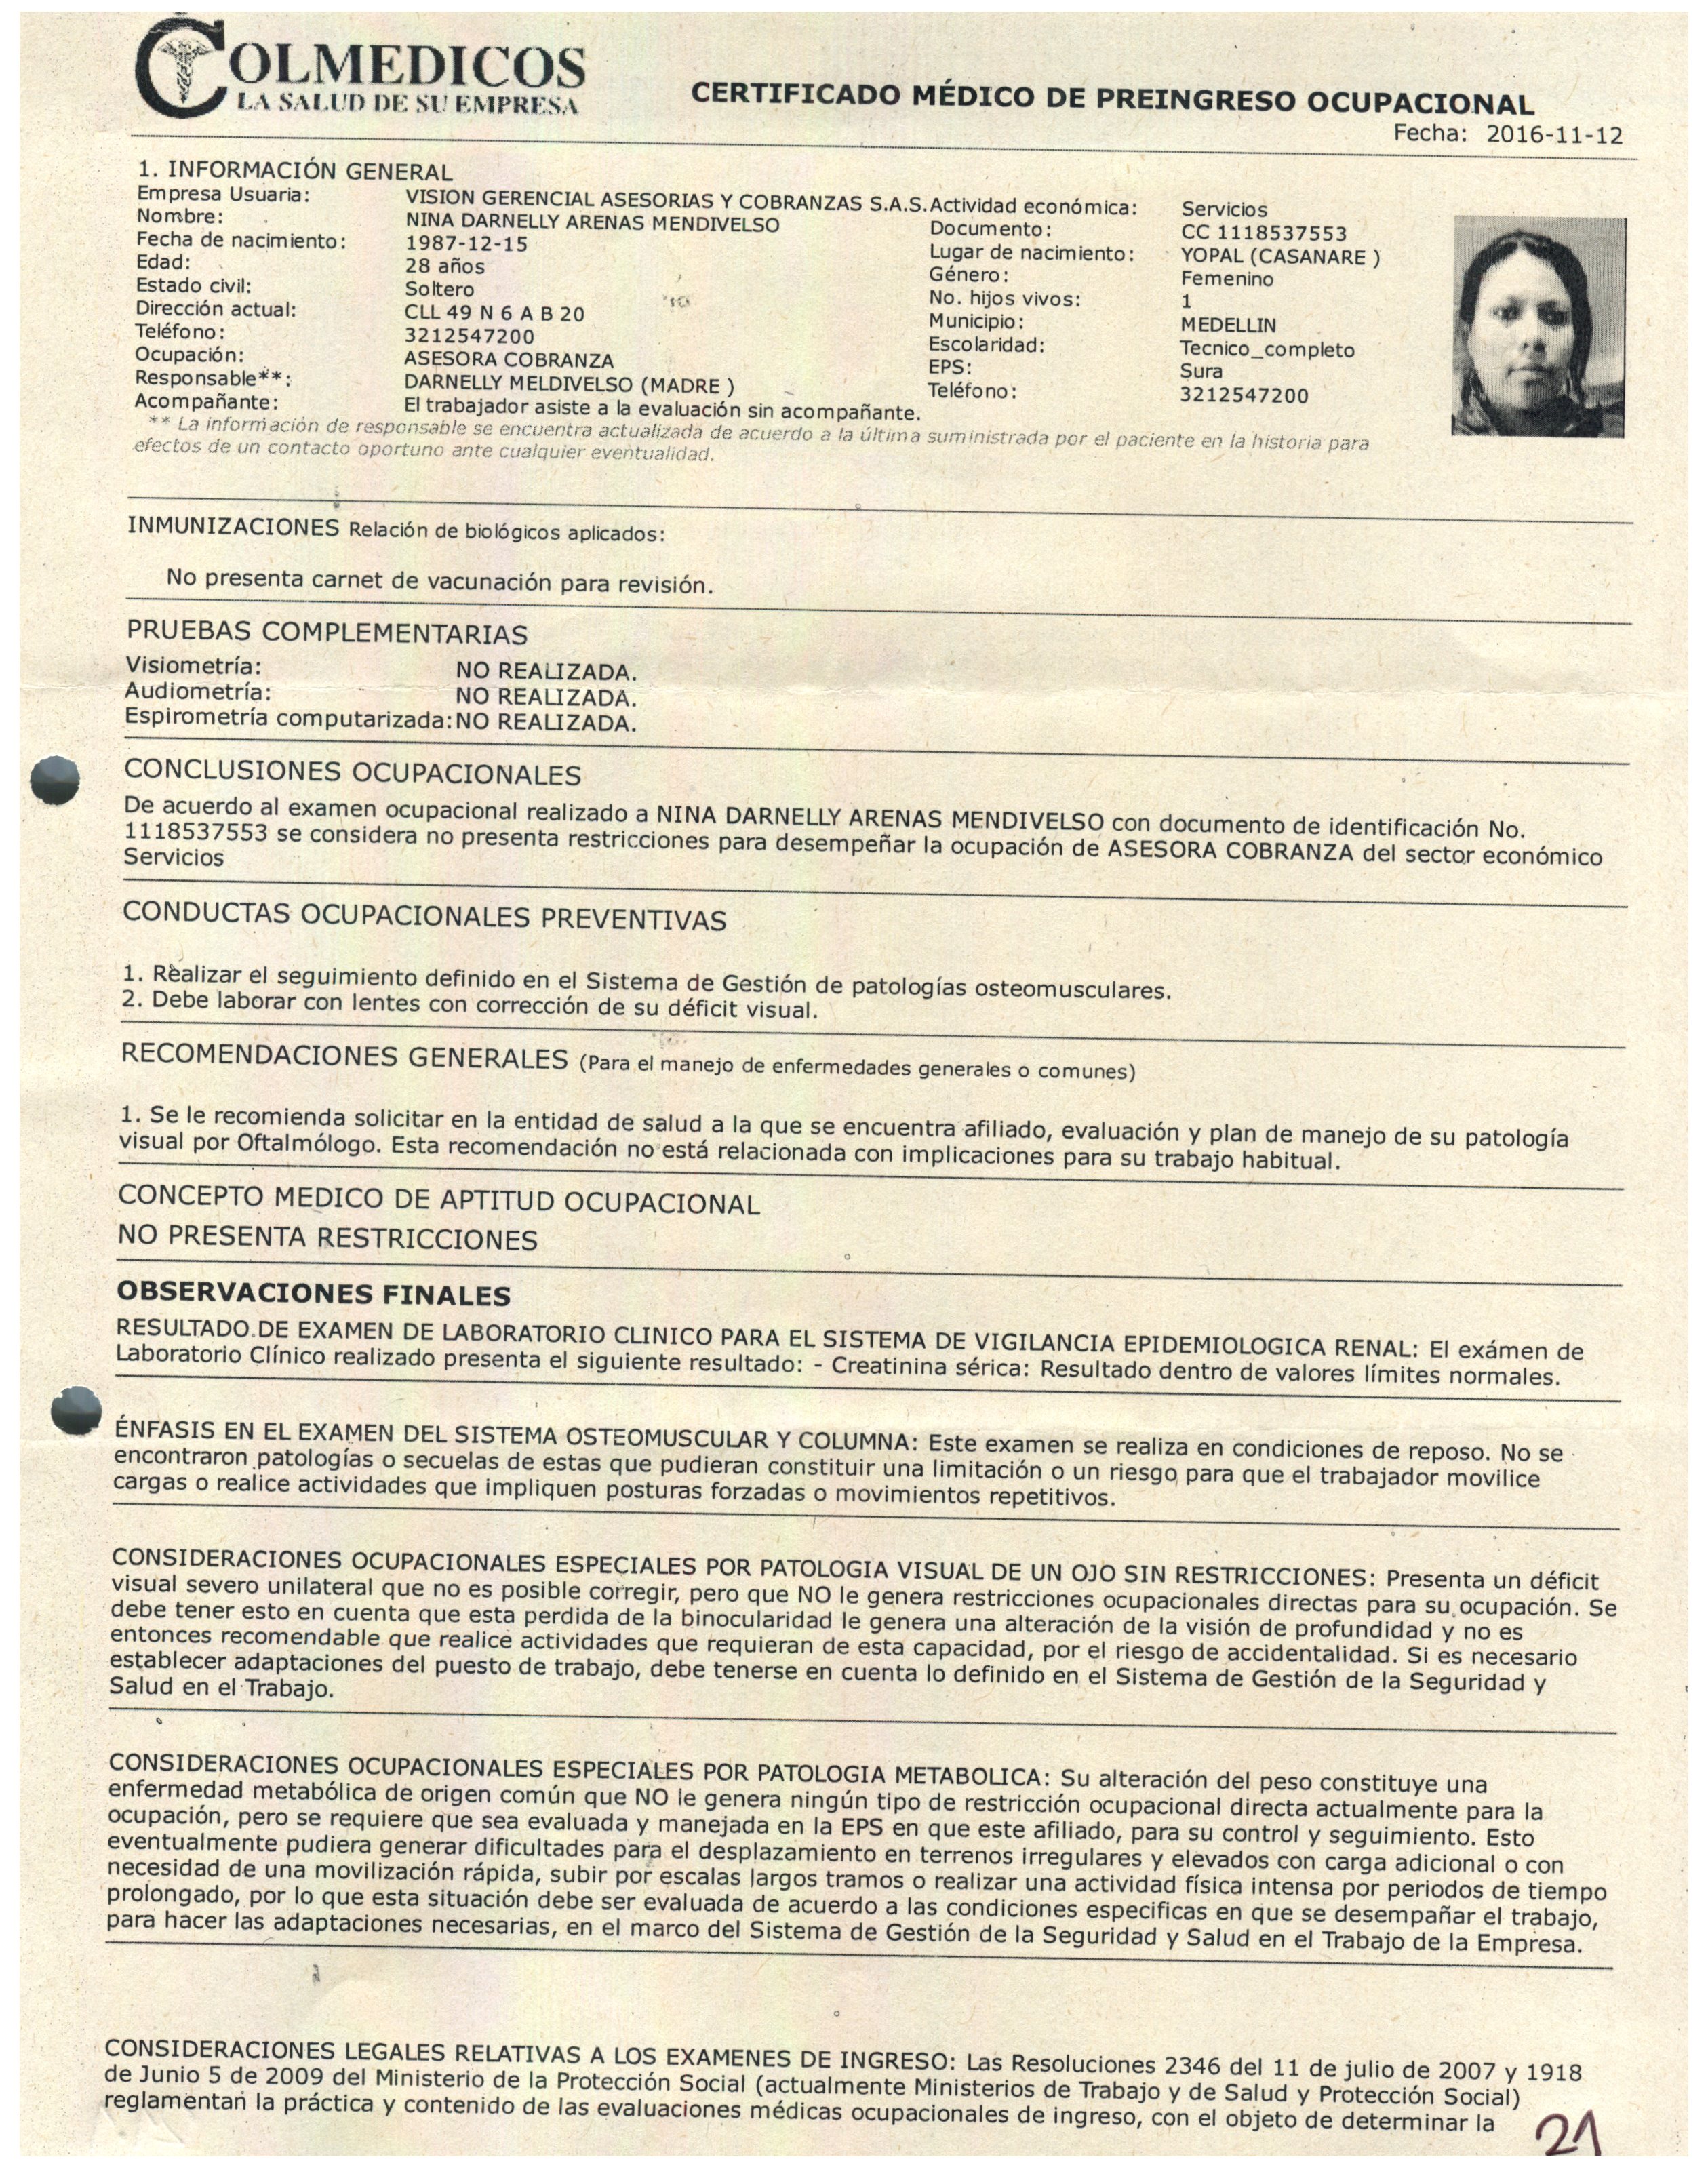 COLMEDICOS
LA SALUD DE SU EMPRESA
CERTIFICADO MÉDICO DE PREINGRESO OCUPACIONAL
Fecha: 2016-11-12
1. INFORMACIÓN GENERAL
Empresa Usuaria: VISION GERENCIAL ASESORIAS Y COBRANZAS S.A.S. Actividad económica: Servicios
Nombre: NINA DARNELLY ARENAS MENDIVELSO Documento: CC 1118537553
Fecha de nacimiento: 1987-12-15 Lugar de nacimiento: YOPAL (CASANARE )
Edad: 28 años Género: Femenino
Estado civil: Soltero No. hijos vivos: 1
Dirección actual: CLL 49 N 6 A B 20 Municipio: MEDELLIN
Teléfono: 3212547200 Escolaridad: Tecnico_completo
Ocupación: ASESORA COBRANZA EPS: Sura
Responsable**: DARNELLY MELDIVELSO (MADRE ) Teléfono: 3212547200
Acompañante: El trabajador asiste a la evaluación sin acompañante.
** La información de responsable se encuentra actualizada de acuerdo a la última suministrada por el paciente en la historia para
efectos de un contacto oportuno ante cualquier eventualidad.
INMUNIZACIONES Relación de biológicos aplicados:
No presenta carnet de vacunación para revisión.
PRUEBAS COMPLEMENTARIAS
Visiometría: NO REALIZADA.
Audiometría: NO REALIZADA.
Espirometría computarizada: NO REALIZADA.
CONCLUSIONES OCUPACIONALES
De acuerdo al examen ocupacional realizado a NINA DARNELLY ARENAS MENDIVELSO con documento de identificación No.
1118537553 se considera no presenta restricciones para desempeñar la ocupación de ASESORA COBRANZA del sector económico
Servicios
CONDUCTAS OCUPACIONALES PREVENTIVAS
1. Realizar el seguimiento definido en el Sistema de Gestión de patologías osteomusculares.
2. Debe laborar con lentes con corrección de su déficit visual.
RECOMENDACIONES GENERALES (Para el manejo de enfermedades generales o comunes)
1. Se le recomienda solicitar en la entidad de salud a la que se encuentra afiliado, evaluación y plan de manejo de su patología
visual por Oftalmólogo. Esta recomendación no está relacionada con implicaciones para su trabajo habitual.
CONCEPTO MEDICO DE APTITUD OCUPACIONAL
NO PRESENTA RESTRICCIONES
OBSERVACIONES FINALES
RESULTADO DE EXAMEN DE LABORATORIO CLINICO PARA EL SISTEMA DE VIGILANCIA EPIDEMIOLOGICA RENAL: El exámen de
Laboratorio Clínico realizado presenta el siguiente resultado: - Creatinina sérica: Resultado dentro de valores límites normales.
ÉNFASIS EN EL EXAMEN DEL SISTEMA OSTEOMUSCULAR Y COLUMNA: Este examen se realiza en condiciones de reposo. No se
encontraron patologías o secuelas de estas que pudieran constituir una limitación o un riesgo para que el trabajador movilice
cargas o realice actividades que impliquen posturas forzadas o movimientos repetitivos.
CONSIDERACIONES OCUPACIONALES ESPECIALES POR PATOLOGIA VISUAL DE UN OJO SIN RESTRICCIONES: Presenta un déficit
visual severo unilateral que no es posible corregir, pero que NO le genera restricciones ocupacionales directas para su ocupación. Se
debe tener esto en cuenta que esta perdida de la binocularidad le genera una alteración de la visión de profundidad y no es
entonces recomendable que realice actividades que requieran de esta capacidad, por el riesgo de accidentalidad. Si es necesario
establecer adaptaciones del puesto de trabajo, debe tenerse en cuenta lo definido en el Sistema de Gestión de la Seguridad y
Salud en el Trabajo.
CONSIDERACIONES OCUPACIONALES ESPECIALES POR PATOLOGIA METABOLICA: Su alteración del peso constituye una
enfermedad metabólica de origen común que NO le genera ningún tipo de restricción ocupacional directa actualmente para la
ocupación, pero se requiere que sea evaluada y manejada en la EPS en que este afiliado, para su control y seguimiento. Esto
eventualmente pudiera generar dificultades para el desplazamiento en terrenos irregulares y elevados con carga adicional o con
necesidad de una movilización rápida, subir por escalas largos tramos o realizar una actividad física intensa por periodos de tiempo
prolongado, por lo que esta situación debe ser evaluada de acuerdo a las condiciones especificas en que se desempañar el trabajo,
para hacer las adaptaciones necesarias, en el marco del Sistema de Gestión de la Seguridad y Salud en el Trabajo de la Empresa.
CONSIDERACIONES LEGALES RELATIVAS A LOS EXAMENES DE INGRESO: Las Resoluciones 2346 del 11 de julio de 2007 y 1918
de Junio 5 de 2009 del Ministerio de la Protección Social (actualmente Ministerios de Trabajo y de Salud y Protección Social)
reglamentan la práctica y contenido de las evaluaciones médicas ocupacionales de ingreso, con el objeto de determinar la
21